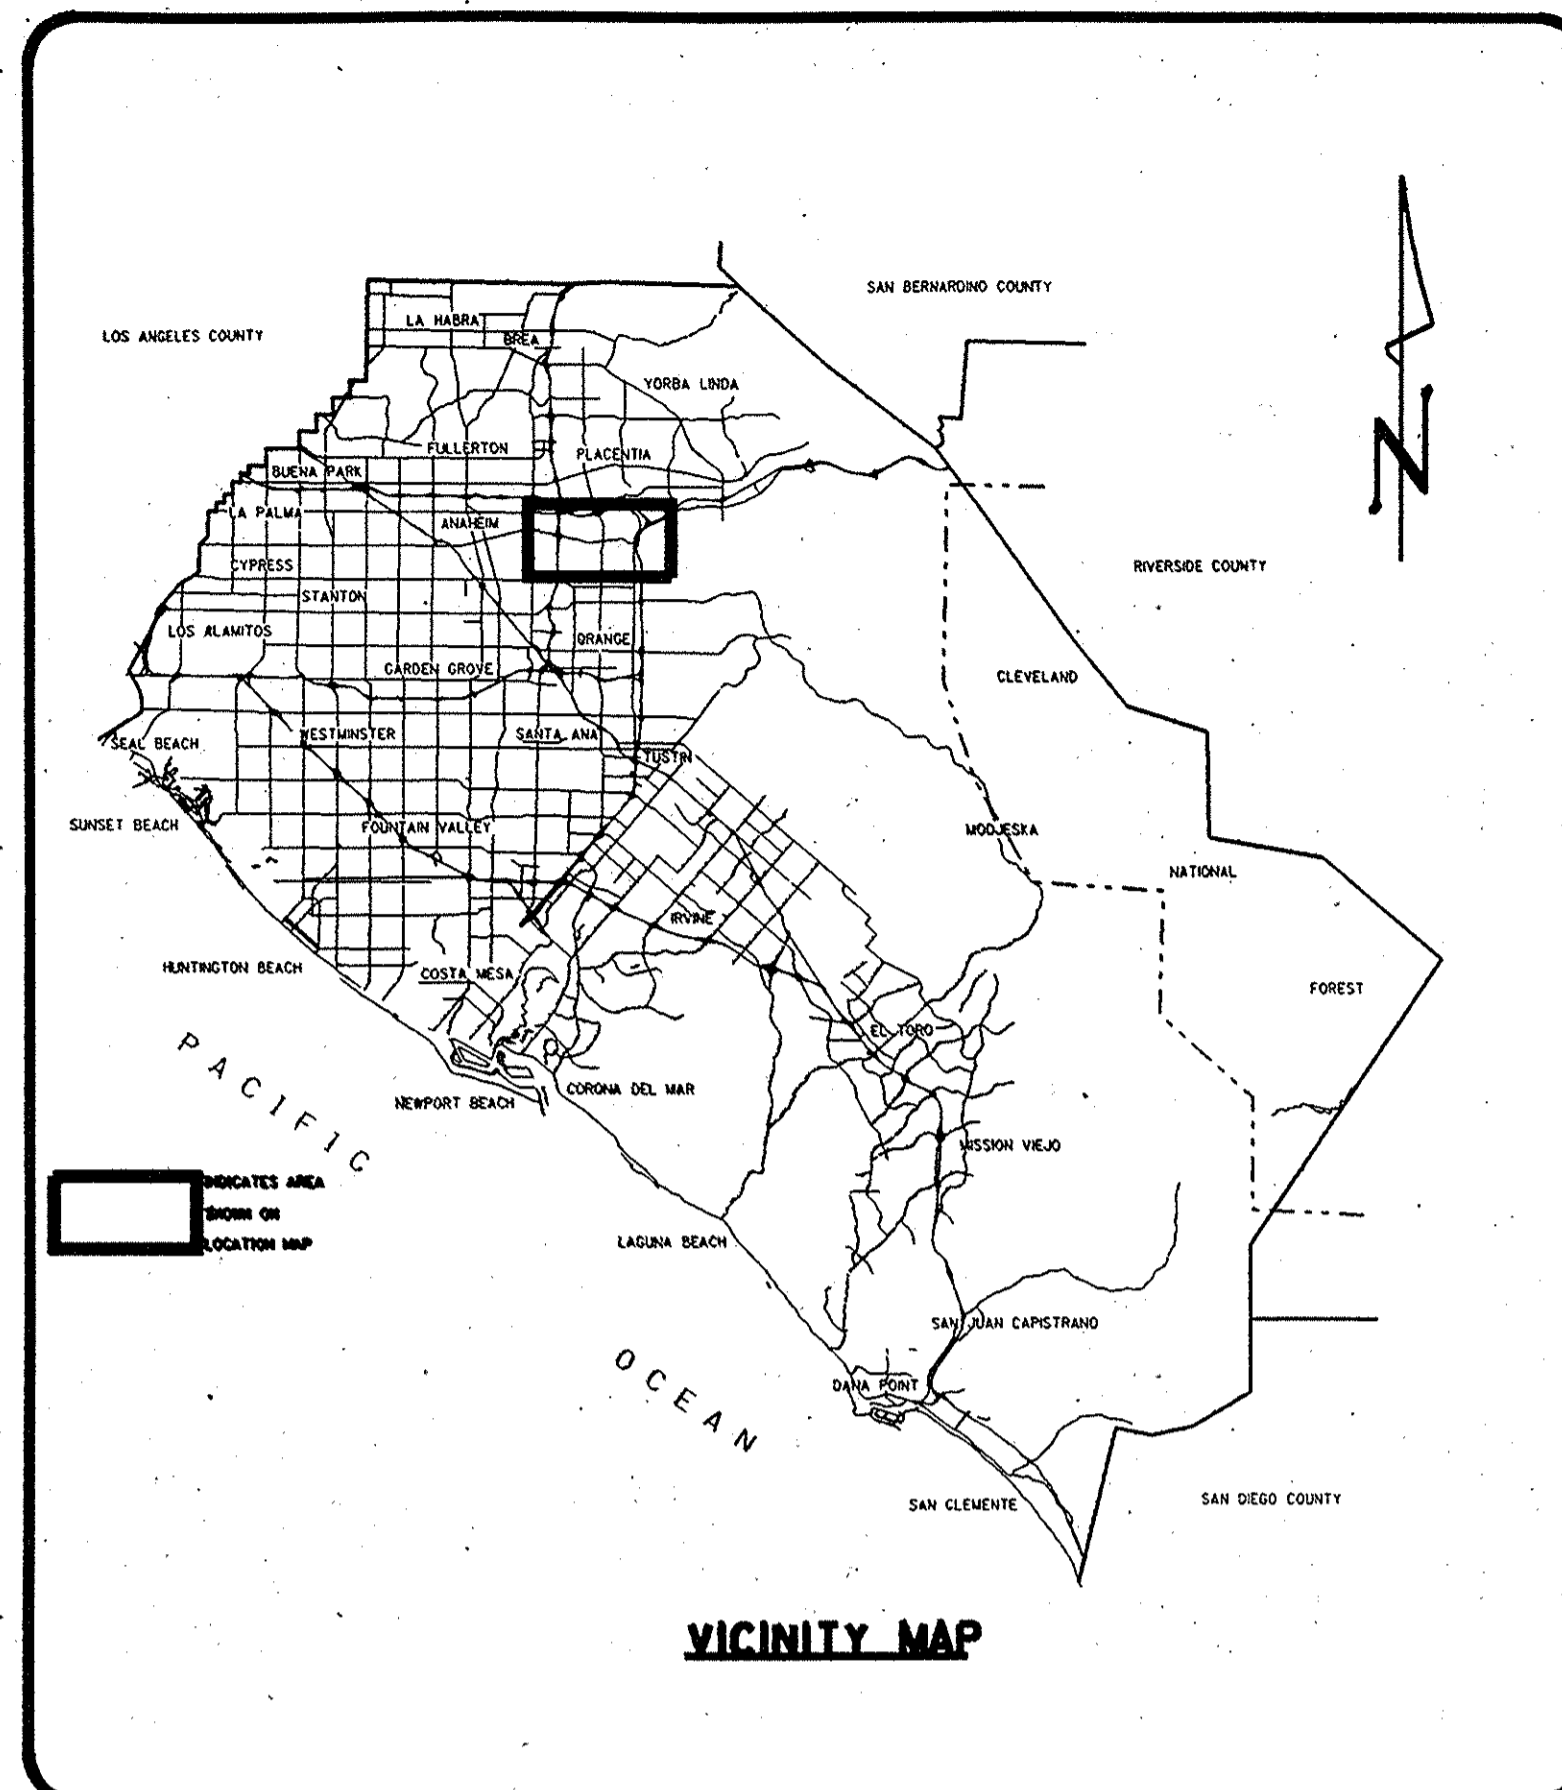 SAN BERNARDINO COUNTY
LOS ANGELES COUNTY
LA HABRA
BREA
YORBA LINDA
N
FULLERTON
PLACENTIA
BUENA PARK
LA PALMA
ANAHEIM
CYPRESS
RIVERSIDE COUNTY
STANTON
LOS ALAMITOS
ORANGE
GARDEN GROVE
CLEVELAND
SEAL BEACH
WESTMINSTER
SANTA ANA
TUSTIN
SUNSET BEACH
FOUNTAIN VALLEY
MODJESKA
NATIONAL
IRVINE
HUNTINGTON BEACH
COSTA MESA
FOREST
EL TORO
PACIFIC
NEWPORT BEACH
CORONA DEL MAR
MISSION VIEJO
INDICATES AREA
SHOWN ON
LOCATION MAP
LAGUNA BEACH
SAN JUAN CAPISTRANO
OCEAN
DANA POINT
SAN CLEMENTE
SAN DIEGO COUNTY
VICINITY MAP